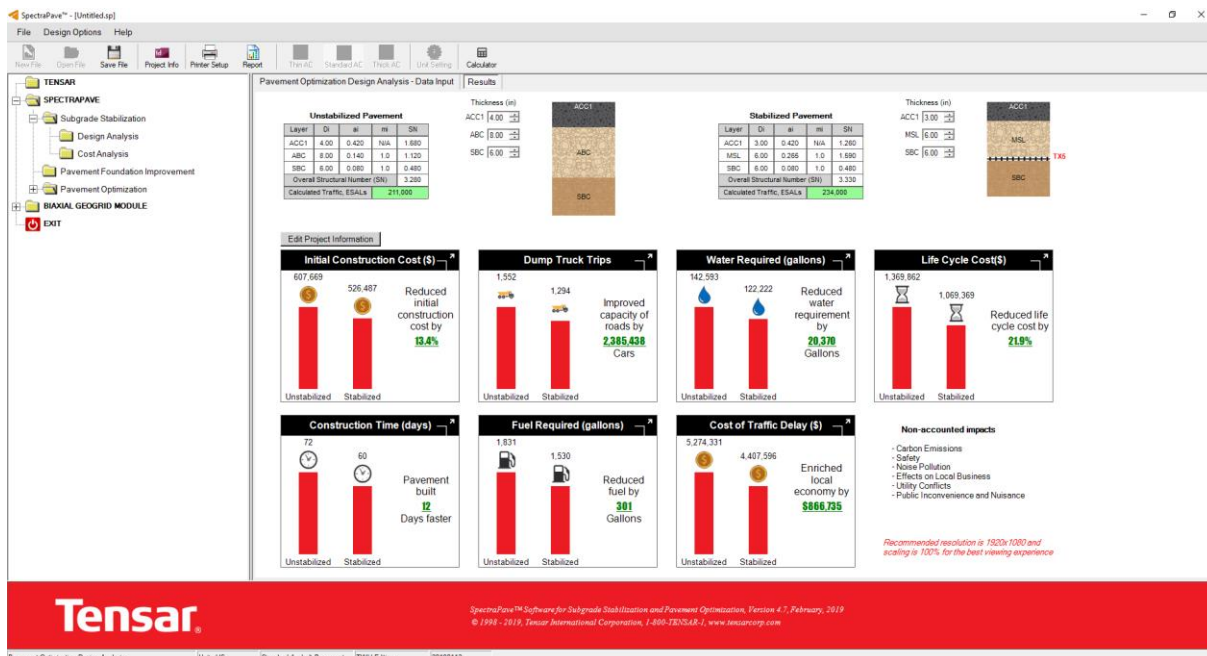 SpectraPave™ - [Untitled.sp]
File Design Options Help
New File Open File Save File Project Info Printer Setup Report Thin AC Standard AC Thick AC Unit Setting Calculator
TENSAR
SPECTRAPAVE
Subgrade Stabilization
Design Analysis
Cost Analysis
Pavement Foundation Improvement
Pavement Optimization
BIAXIAL GEOGRID MODULE
EXIT
Pavement Optimization Design Analysis - Data Input Results
Unstabilized Pavement
Layer Di ai mi SN
ACC1 4.00 0.420 N/A 1.680
ABC 8.00 0.140 1.0 1.120
SBC 6.00 0.080 1.0 0.480
Overall Structural Number (SN) 3.280
Calculated Traffic, ESALs 211,000
Thickness (in)
ACC1 4.00
ABC 8.00
SBC 6.00
ACC1
ABC
SBC
Stabilized Pavement
Layer Di ai mi SN
ACC1 3.00 0.420 N/A 1.260
MSL 6.00 0.265 1.0 1.590
SBC 6.00 0.080 1.0 0.480
Overall Structural Number (SN) 3.330
Calculated Traffic, ESALs 234,000
Thickness (in)
ACC1 3.00
MSL 6.00
SBC 6.00
ACC1
MSL
TX5
SBC
Edit Project Information
Initial Construction Cost ($)
607,669
526,487
Reduced
initial
construction
cost by
13.4%
Unstabilized Stabilized
Dump Truck Trips
1,552
1,294
Improved
capacity of
roads by
2,385,438
Cars
Unstabilized Stabilized
Water Required (gallons)
142,593
122,222
Reduced
water
requirement
by
20,370
Gallons
Unstabilized Stabilized
Life Cycle Cost($)
1,369,862
1,069,369
Reduced life
cycle cost by
21.9%
Unstabilized Stabilized
Construction Time (days)
72
60
Pavement
built
12
Days faster
Unstabilized Stabilized
Fuel Required (gallons)
1,831
1,530
Reduced
fuel by
301
Gallons
Unstabilized Stabilized
Cost of Traffic Delay ($)
5,274,331
4,407,596
Enriched
local
economy by
$866,735
Unstabilized Stabilized
Non-accounted impacts
- Carbon Emissions
- Safety
- Noise Pollution
- Effects on Local Business
- Utility Conflicts
- Public Inconvenience and Nuisance
Recommended resolution is 1920x1080 and
scaling is 100% for the best viewing experience
Tensar®
SpectraPave™ Software for Subgrade Stabilization and Pavement Optimization, Version 4.7, February, 2019
© 1998 - 2019, Tensar International Corporation, 1-800-TENSAR-1, www.tensarcorp.com